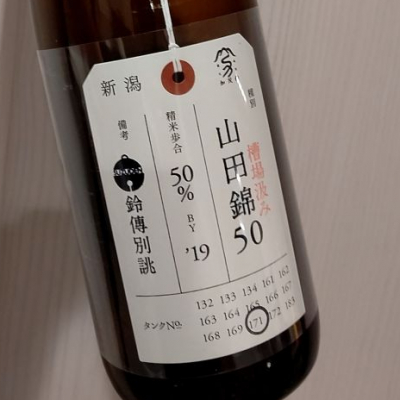 新潟
種別
槽場汲み
山田錦50
精米歩合
50%
BY
'19
備考
鈴傳別誂
タンクNo.
132 133 134 161 162
163 164 165 166 167
168 169 171 172 183